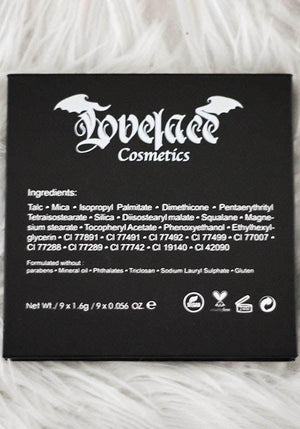 Lovelace
Cosmetics
Ingredients:
Talc • Mica • Isopropyl Palmitate • Dimethicone • Pentaerythrityl
Tetraisostearate • Silica • Diisostearyl malate • Squalane • Magne-
sium stearate • Tocopheryl Acetate • Phenoxyethanol • Ethylhexyl-
glycerin • CI 77891 • CI 77491 • CI 77492 • CI 77499 • CI 77007 •
CI 77288 • CI 77289 • CI 77742 • CI 19140 • CI 42090
Formulated without :
parabens • Mineral oil • Phthalates • Triclosan • Sodium Lauryl Sulphate • Gluten
Net Wt. / 9 x 1.6g / 9 x 0.056 OZ. e